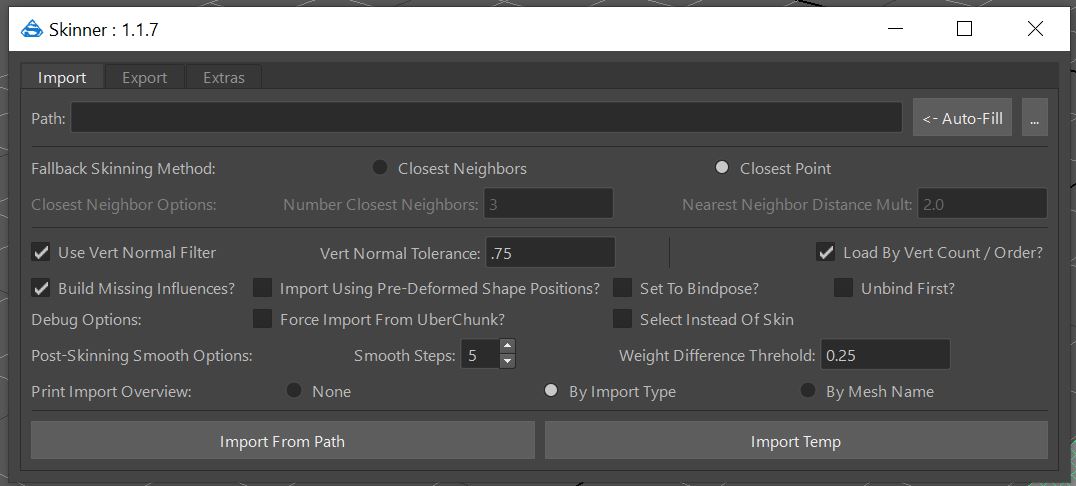 Skinner : 1.1.7
Import Export Extras
Path: <- Auto-Fill ...
Fallback Skinning Method: Closest Neighbors Closest Point
Closest Neighbor Options: Number Closest Neighbors: 3 Nearest Neighbor Distance Mult: 2.0
Use Vert Normal Filter Vert Normal Tolerance: .75 Load By Vert Count / Order?
Build Missing Influences? Import Using Pre-Deformed Shape Positions? Set To Bindpose? Unbind First?
Debug Options: Force Import From UberChunk? Select Instead Of Skin
Post-Skinning Smooth Options: Smooth Steps: 5 Weight Difference Threhold: 0.25
Print Import Overview: None By Import Type By Mesh Name
Import From Path Import Temp